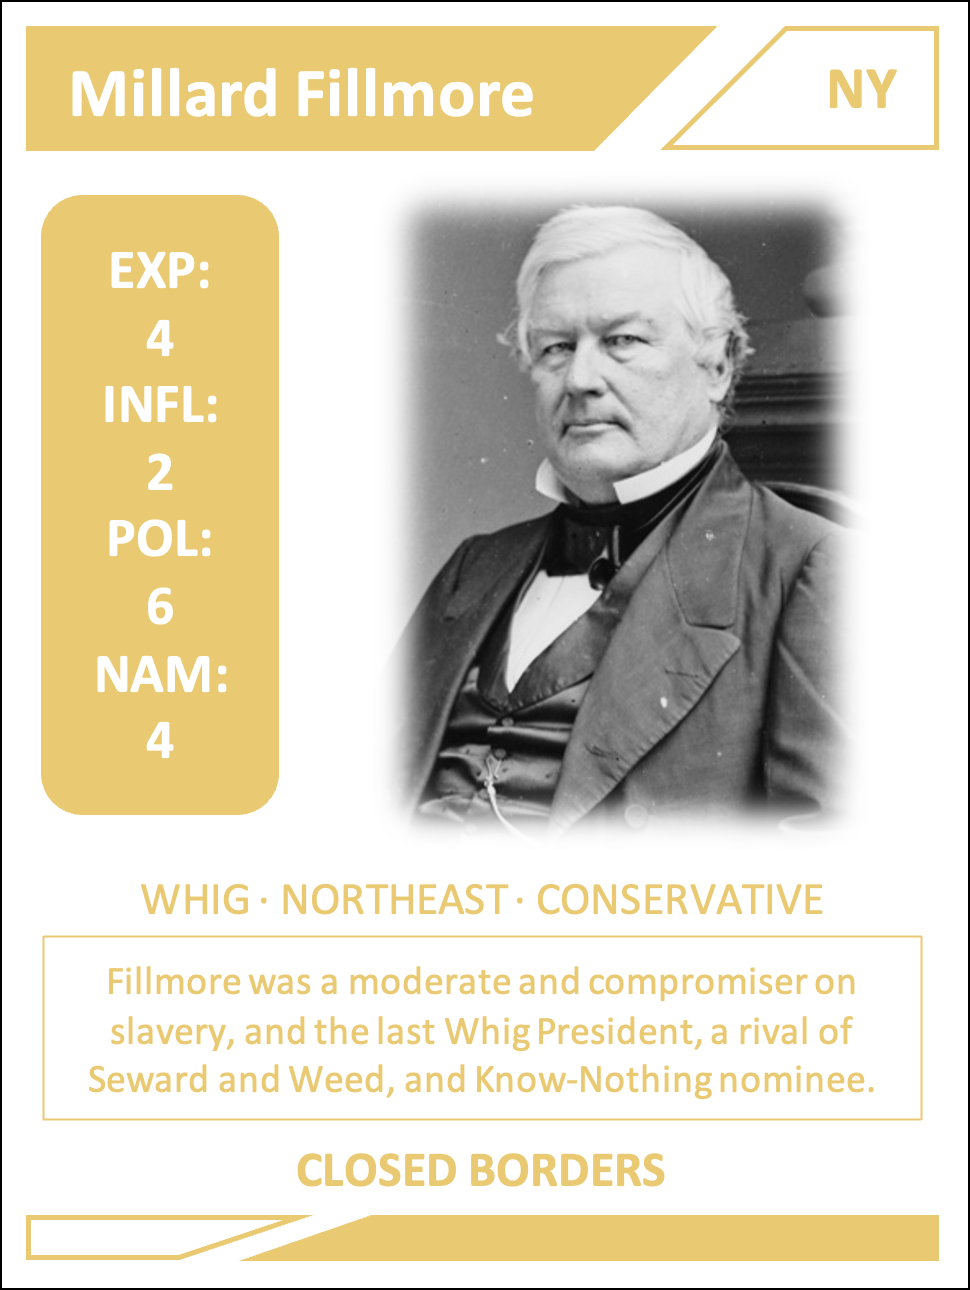 Millard Fillmore
NY
EXP:
4
INFL:
2
POL:
6
NAM:
4
WHIG · NORTHEAST · CONSERVATIVE
Fillmore was a moderate and compromiser on
slavery, and the last Whig President, a rival of
Seward and Weed, and Know-Nothing nominee.
CLOSED BORDERS